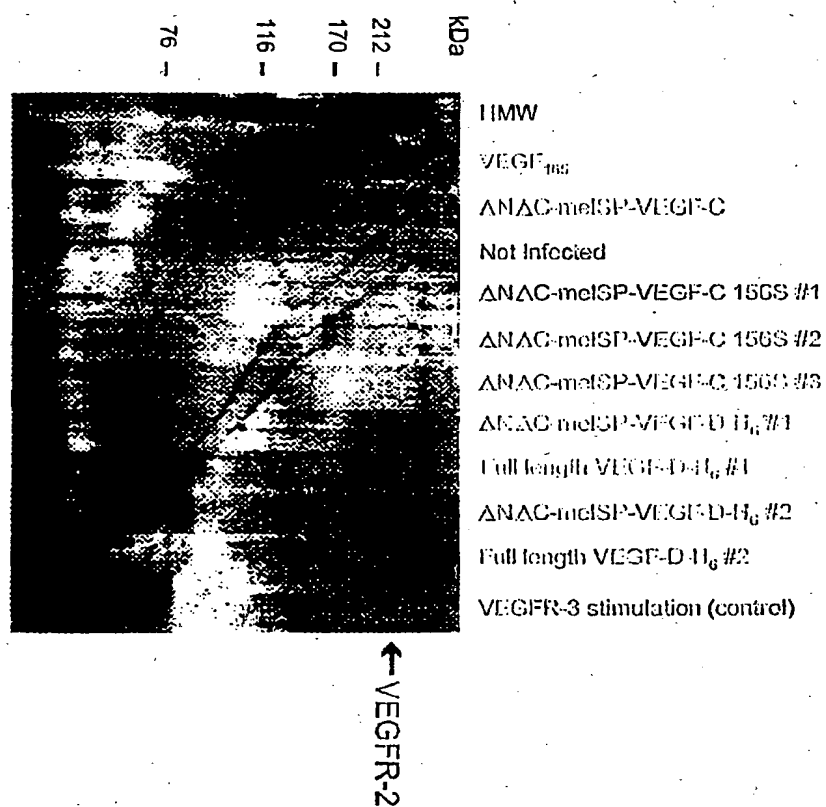 kDa
212 –
170 –
116 –
76 –
HMW
VEGF165
ΔNΔC-melSP-VEGF-C
Not Infected
ΔNΔC-melSP-VEGF-C 156S #1
ΔNΔC-melSP-VEGF-C 156S #2
ΔNΔC-melSP-VEGF-C 156S #3
ΔNΔC-melSP-VEGF-D-H6 #1
Full length VEGF-D-H6 #1
ΔNΔC-melSP-VEGF-D-H6 #2
Full length VEGF-D-H6 #2
VEGFR-3 stimulation (control)
←VEGFR-2